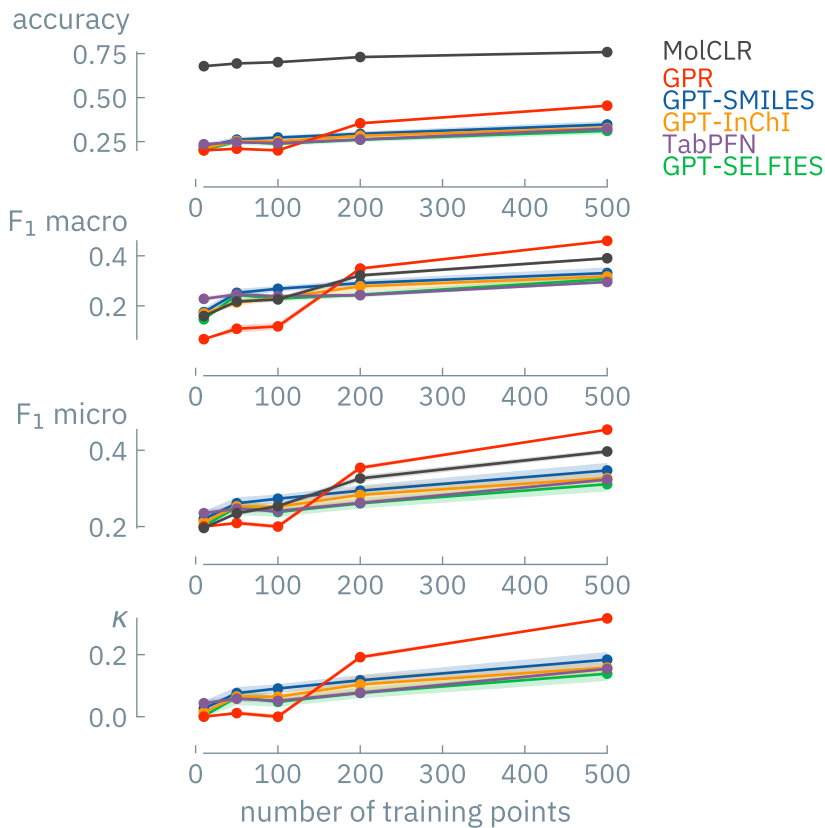 accuracy
0.75
0.50
0.25
0 100 200 300 400 500
MolCLR
GPR
GPT-SMILES
GPT-InChI
TabPFN
GPT-SELFIES
F₁ macro
0.4
0.2
0 100 200 300 400 500
F₁ micro
0.4
0.2
0 100 200 300 400 500
κ
0.2
0.0
0 100 200 300 400 500
number of training points